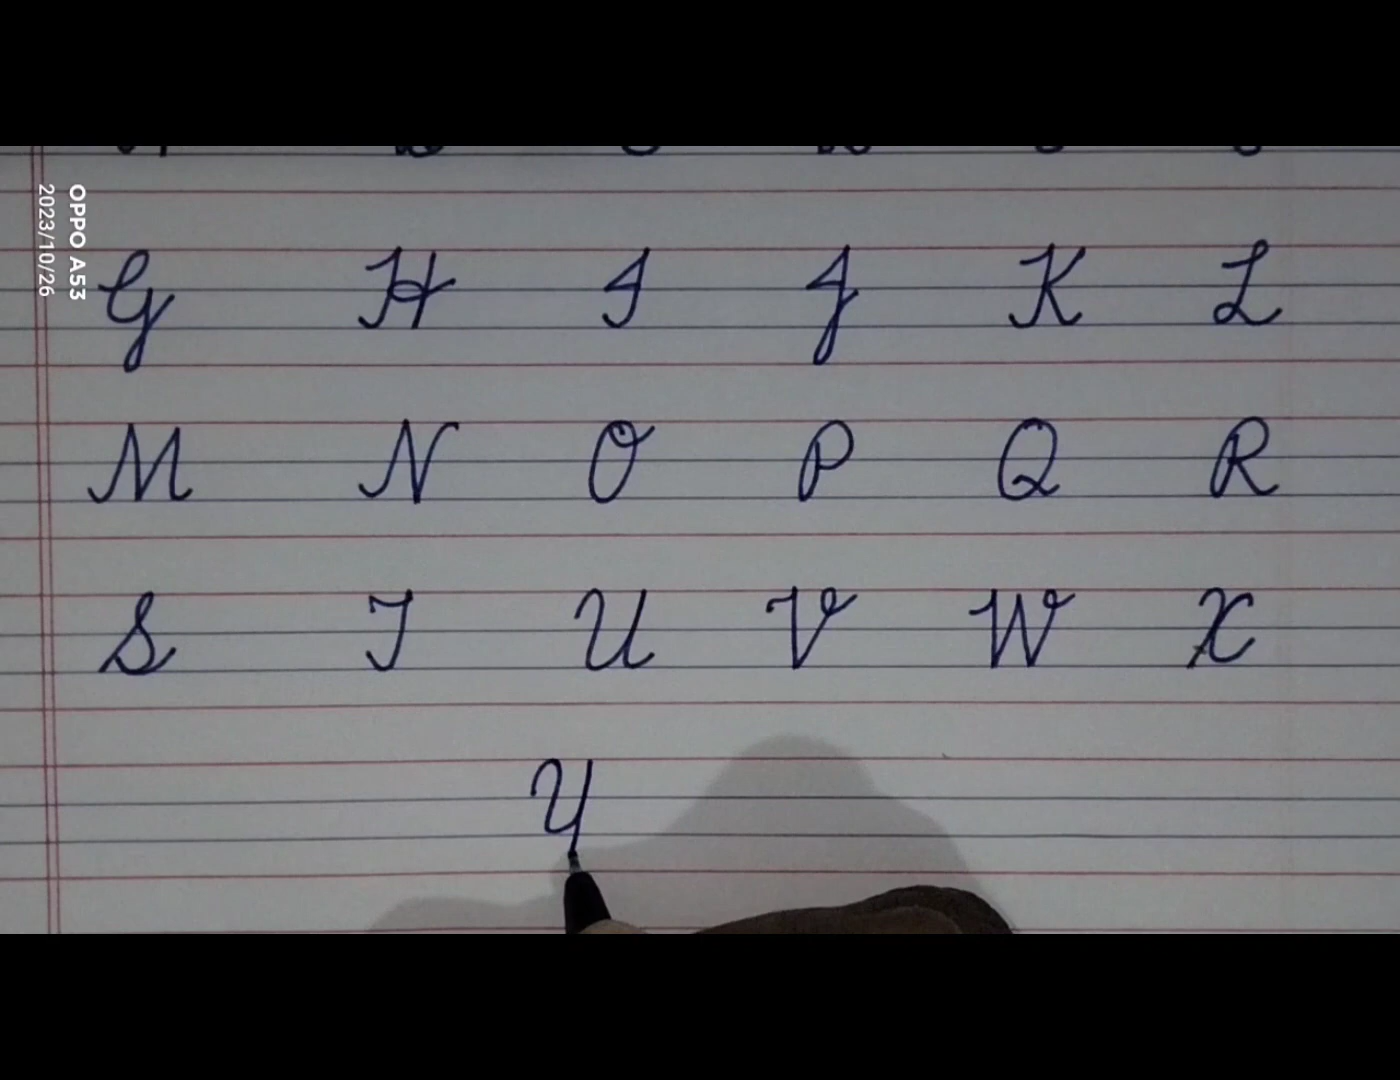 OPPO A53
2023/10/26
G H I J K L
M N O P Q R
S T U V W X
Y